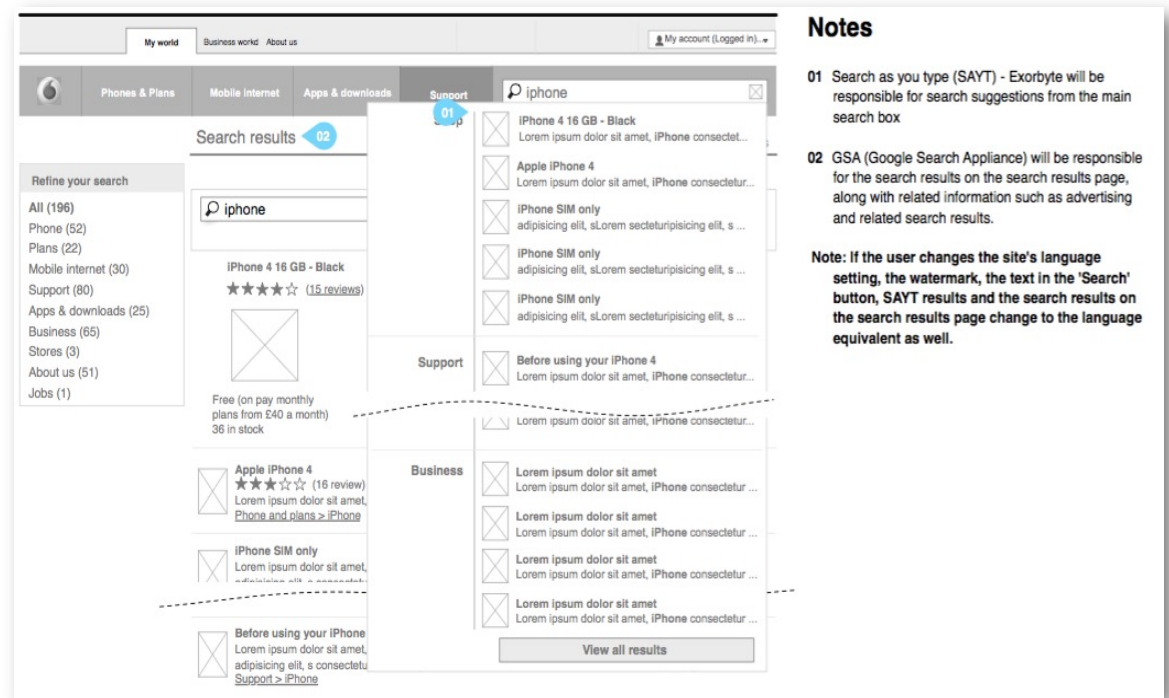 My world
Business workd About us
My account (Logged in)...
Phones & Plans
Mobile internet
Apps & downloads
Support
iphone
01
Search results
02
Refine your search
All (196)
Phone (52)
Plans (22)
Mobile internet (30)
Support (80)
Apps & downloads (25)
Business (65)
Stores (3)
About us (51)
Jobs (1)
iphone
iPhone 4 16 GB - Black
(15 reviews)
Free (on pay monthly
plans from £40 a month)
36 in stock
Apple iPhone 4
(16 review)
Lorem ipsum dolor sit amet,
Phone and plans > iPhone
iPhone SIM only
Lorem ipsum dolor sit amet,
Before using your iPhone
Lorem ipsum dolor sit amet,
adipisicing elit, s consectetu
Support > iPhone
iPhone 4 16 GB - Black
Lorem ipsum dolor sit amet, iPhone consectet...
Apple iPhone 4
Lorem ipsum dolor sit amet, iPhone consectetur...
iPhone SIM only
adipisicing elit, sLorem secteturipisicing elit, s ...
iPhone SIM only
adipisicing elit, sLorem secteturipisicing elit, s ...
iPhone SIM only
adipisicing elit, sLorem secteturipisicing elit, s ...
Support
Before using your iPhone 4
Lorem ipsum dolor sit amet, iPhone consectetur...
Lorem ipsum dolor sit amet, iPhone consectetur...
Business
Lorem ipsum dolor sit amet
Lorem ipsum dolor sit amet, iPhone consectetur ...
Lorem ipsum dolor sit amet
Lorem ipsum dolor sit amet, iPhone consectetur ...
Lorem ipsum dolor sit amet
Lorem ipsum dolor sit amet, iPhone consectetur ...
Lorem ipsum dolor sit amet
Lorem ipsum dolor sit amet, iPhone consectetur ...
View all results
Notes
01 Search as you type (SAYT) - Exorbyte will be
responsible for search suggestions from the main
search box
02 GSA (Google Search Appliance) will be responsible
for the search results on the search results page,
along with related information such as advertising
and related search results.
Note: If the user changes the site's language
setting, the watermark, the text in the 'Search'
button, SAYT results and the search results on
the search results page change to the language
equivalent as well.